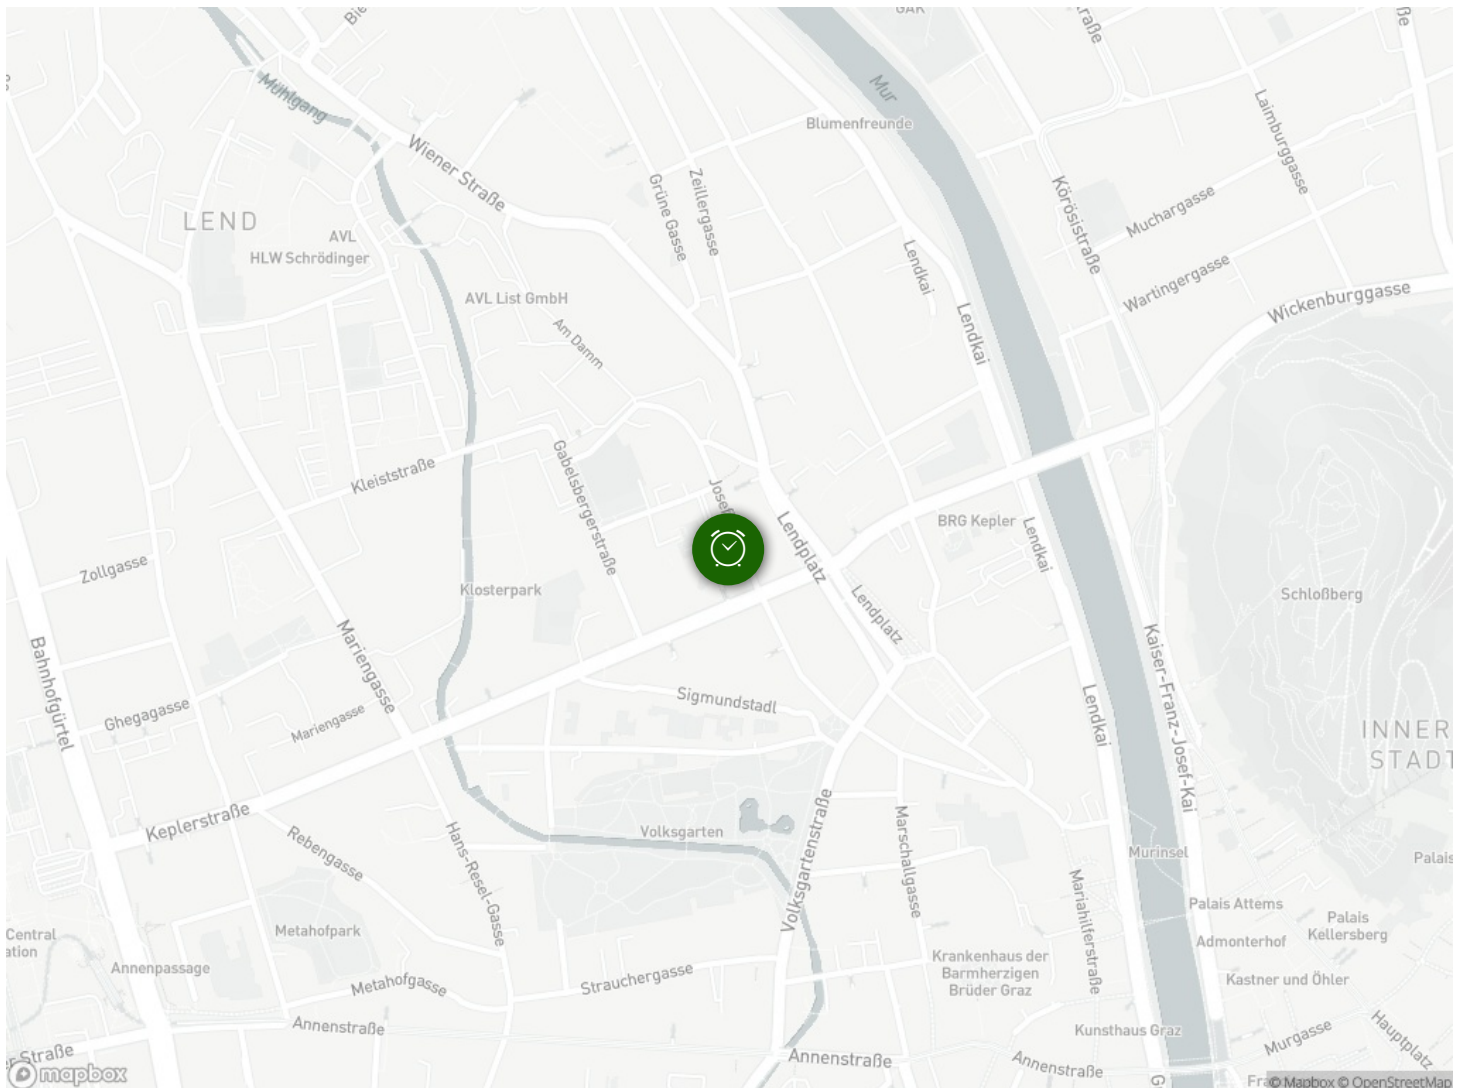 GAK
Mur
Mühlgang
Blumenfreunde
Laimburggasse
Wiener Straße
Grüne Gasse
Zeillergasse
Körösistraße
Muchargasse
LEND
AVL
HLW Schrödinger
Lendkai
Wartingergasse
Wickenburggasse
AVL List GmbH
Am Damm
Lendkai
Kleiststraße
Gabelsbergerstraße
Lendplatz
BRG Kepler
Lendkai
Zollgasse
Klosterpark
Lendplatz
Schloßberg
Bahnhofgürtel
Mariengasse
Kaiser-Franz-Josef-Kai
Ghegagasse
Mariengasse
Sigmundstadl
Lendkai
INNER
STADT
Keplerstraße
Rebengasse
Hans-Resel-Gasse
Volksgarten
Volksgartenstraße
Marschallgasse
Murinsel
Palais
Mariahilferstraße
Palais Attems
Palais
Kellersberg
Metahofpark
Central
Admonterhof
Annenpassage
Krankenhaus der
Barmherzigen
Brüder Graz
Kastner und Öhler
Metahofgasse
Strauchergasse
Annenstraße
Kunsthaus Graz
Murgasse
Hauptplatz
Annenstraße
Annenstraße
mapbox
© Mapbox © OpenStreetMap